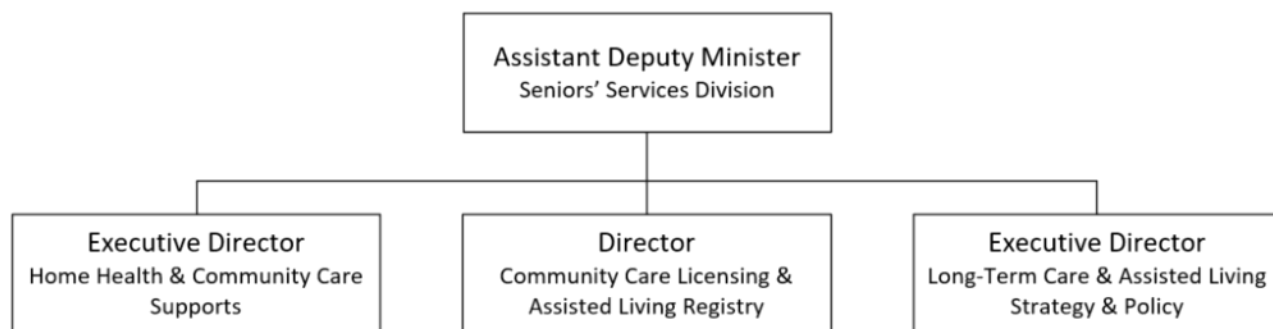 Assistant Deputy Minister
Seniors’ Services Division
Executive Director
Home Health & Community Care
Supports
Director
Community Care Licensing &
Assisted Living Registry
Executive Director
Long-Term Care & Assisted Living
Strategy & Policy